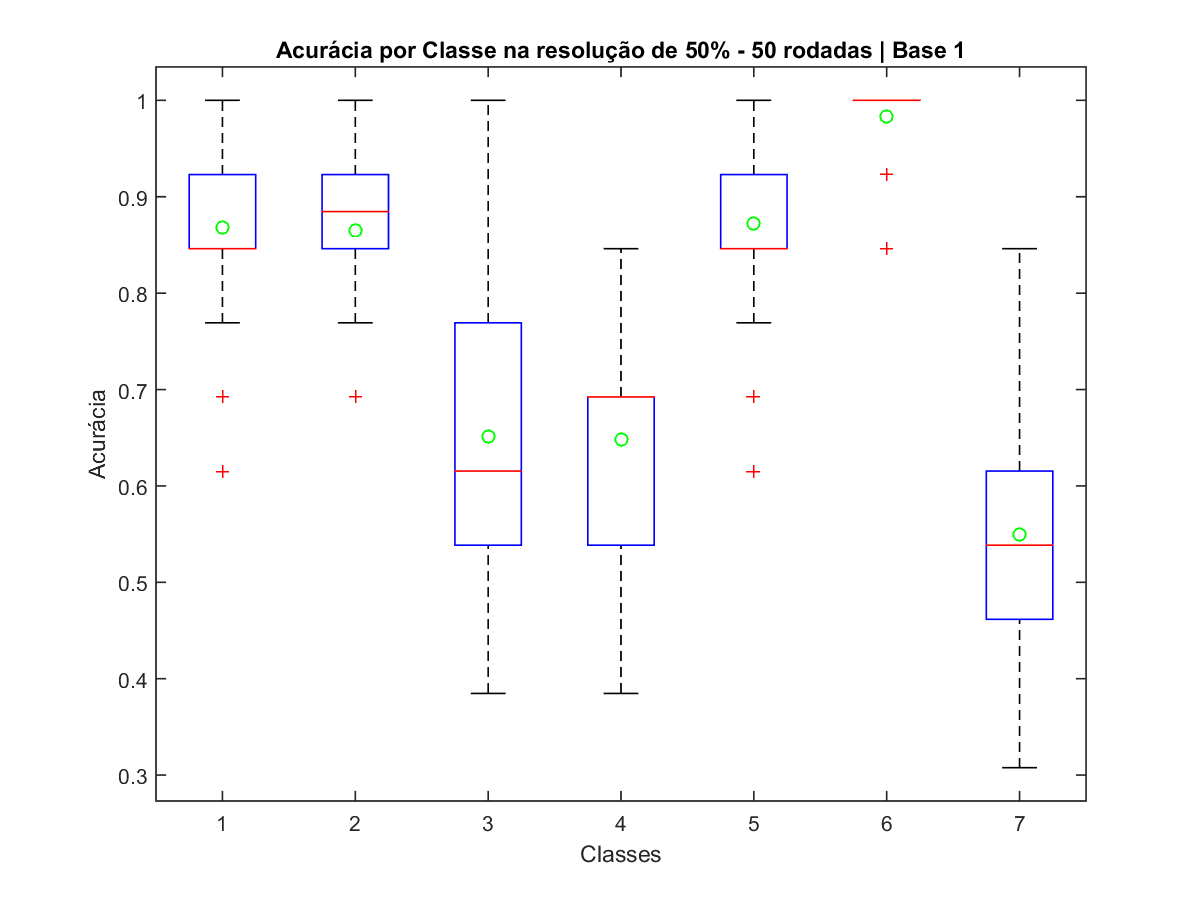 Acurácia por Classe na resolução de 50% - 50 rodadas | Base 1
1
0.9
0.8
0.7
0.6
0.5
0.4
0.3
Acurácia
1 2 3 4 5 6 7
Classes